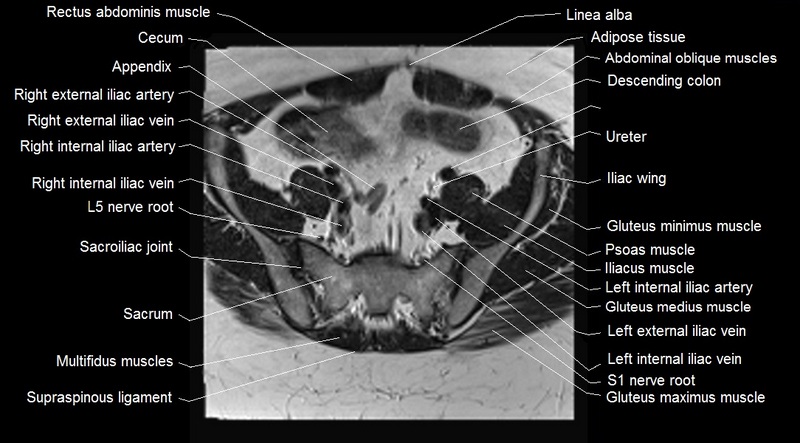 Rectus abdominis muscle
Cecum
Appendix
Right external iliac artery
Right external iliac vein
Right internal iliac artery
Right internal iliac vein
L5 nerve root
Sacroiliac joint
Sacrum
Multifidus muscles
Supraspinous ligament
Linea alba
Adipose tissue
Abdominal oblique muscles
Descending colon
Ureter
Iliac wing
Gluteus minimus muscle
Psoas muscle
Iliacus muscle
Left internal iliac artery
Gluteus medius muscle
Left external iliac vein
Left internal iliac vein
S1 nerve root
Gluteus maximus muscle